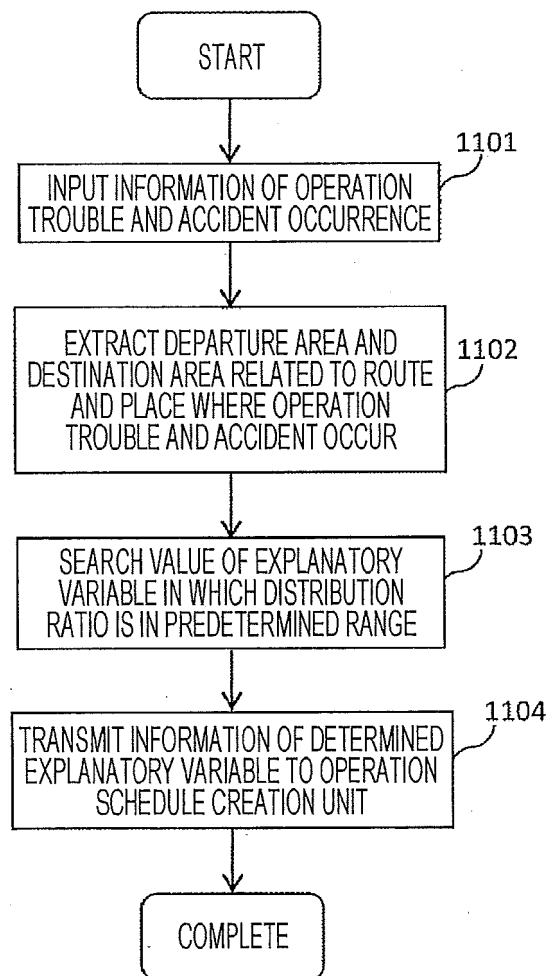 START
1101
INPUT INFORMATION OF OPERATION
TROUBLE AND ACCIDENT OCCURRENCE
1102
EXTRACT DEPARTURE AREA AND
DESTINATION AREA RELATED TO ROUTE
AND PLACE WHERE OPERATION
TROUBLE AND ACCIDENT OCCUR
1103
SEARCH VALUE OF EXPLANATORY
VARIABLE IN WHICH DISTRIBUTION
RATIO IS IN PREDETERMINED RANGE
1104
TRANSMIT INFORMATION OF DETERMINED
EXPLANATORY VARIABLE TO OPERATION
SCHEDULE CREATION UNIT
COMPLETE